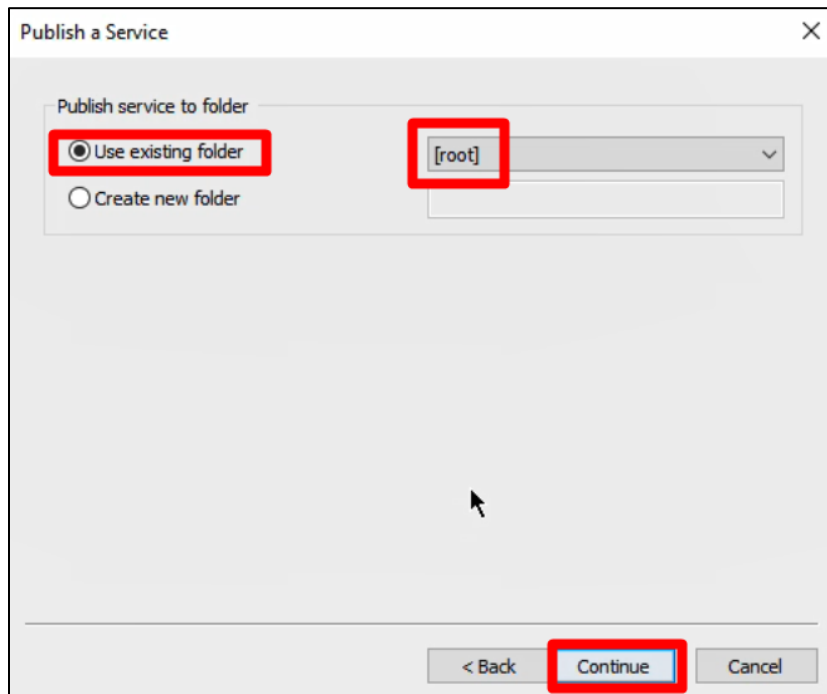 Publish a Service
Publish service to folder
Use existing folder
[root]
Create new folder
< Back
Continue
Cancel